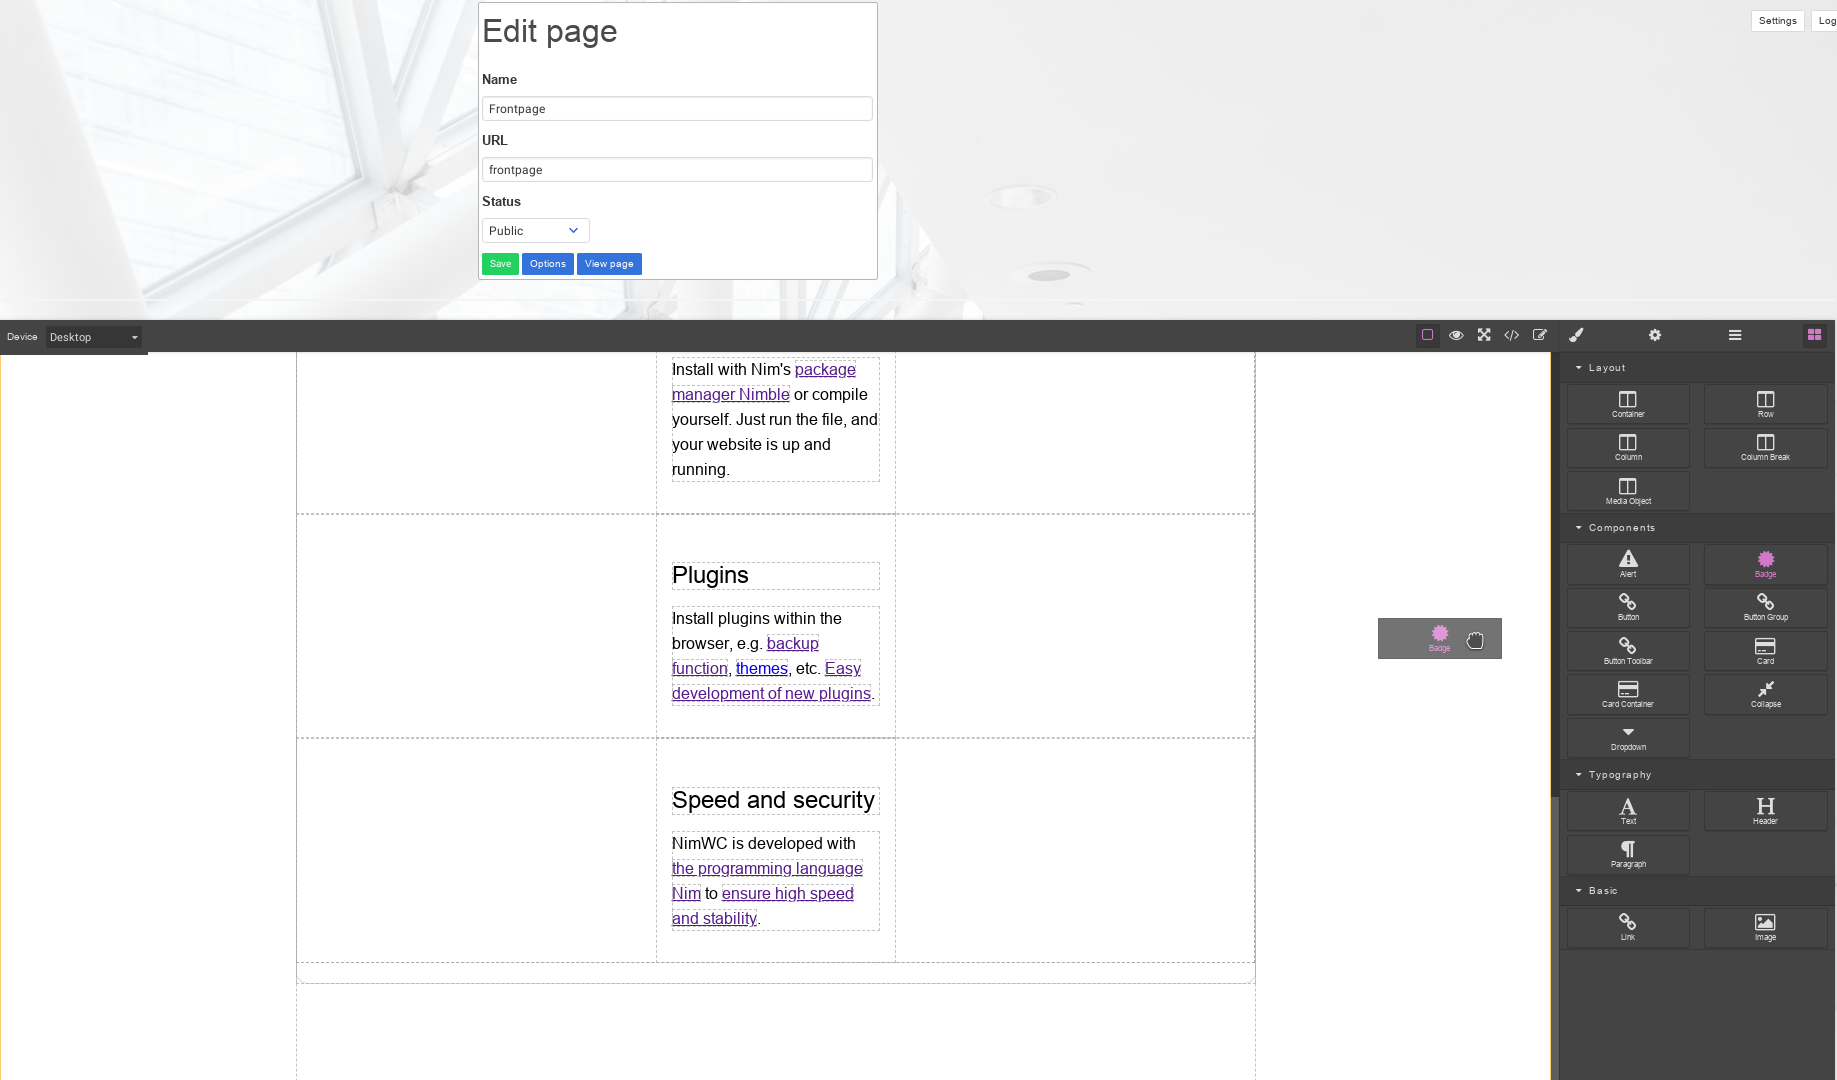 Edit page
Settings
Log
Name
Frontpage
URL
frontpage
Status
Public
Save
Options
View page
Device
Desktop
Install with Nim's package
manager Nimble or compile
yourself. Just run the file, and
your website is up and
running.
Plugins
Install plugins within the
browser, e.g. backup
function, themes, etc. Easy
development of new plugins.
Speed and security
NimWC is developed with
the programming language
Nim to ensure high speed
and stability.
Badge
Layout
Container
Row
Column
Column Break
Media Object
Components
Alert
Badge
Button
Button Group
Button Toolbar
Card
Card Container
Collapse
Dropdown
Typography
Text
Header
Paragraph
Basic
Link
Image